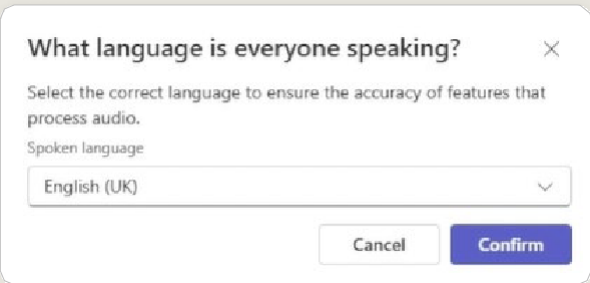 What language is everyone speaking?
Select the correct language to ensure the accuracy of features that
process audio.
Spoken language
English (UK)
Cancel
Confirm